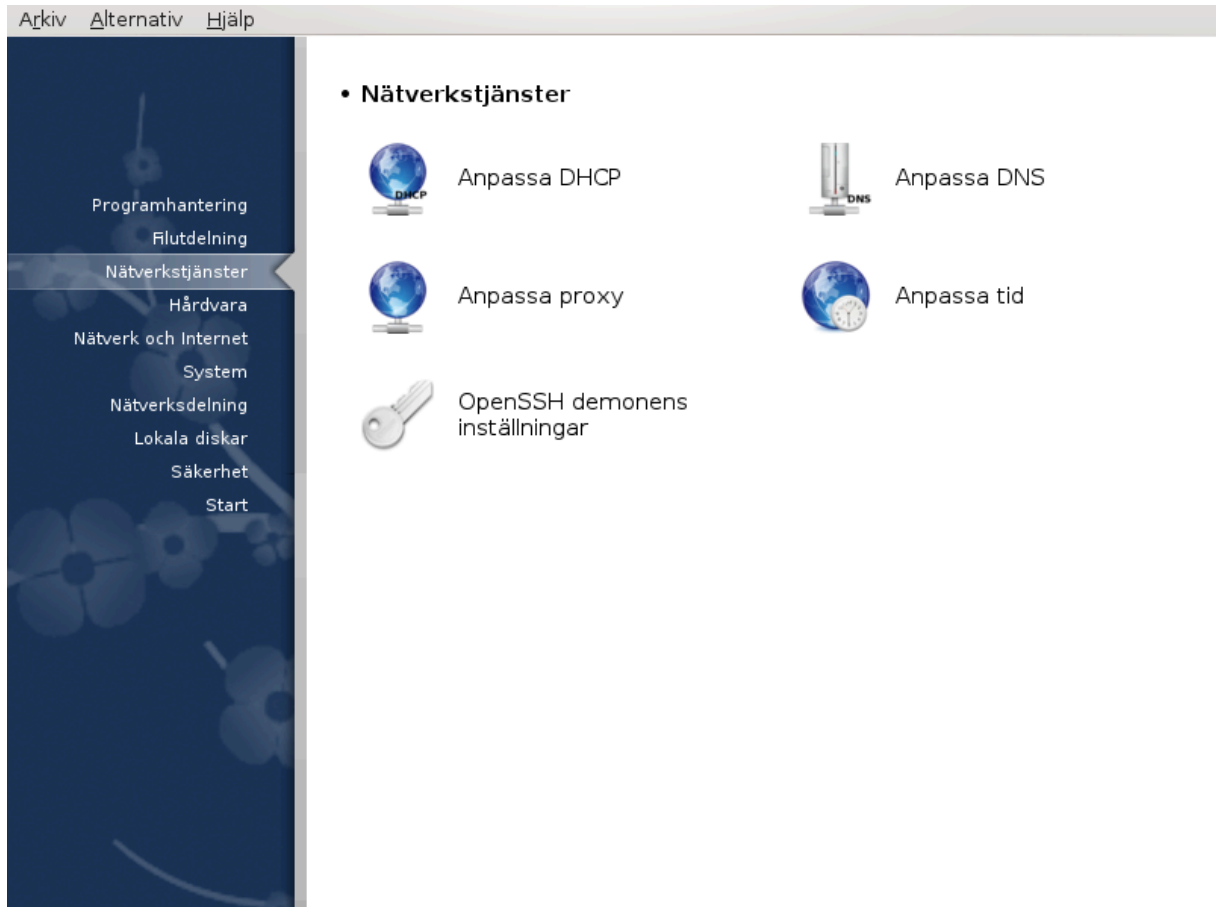 Arkiv Alternativ Hjälp
Programhantering
Filutdelning
Nätverkstjänster
Hårdvara
Nätverk och Internet
System
Nätverksdelning
Lokala diskar
Säkerhet
Start
• Nätverkstjänster
DHCP
Anpassa DHCP
DNS
Anpassa DNS
Anpassa proxy
Anpassa tid
OpenSSH demonens
inställningar